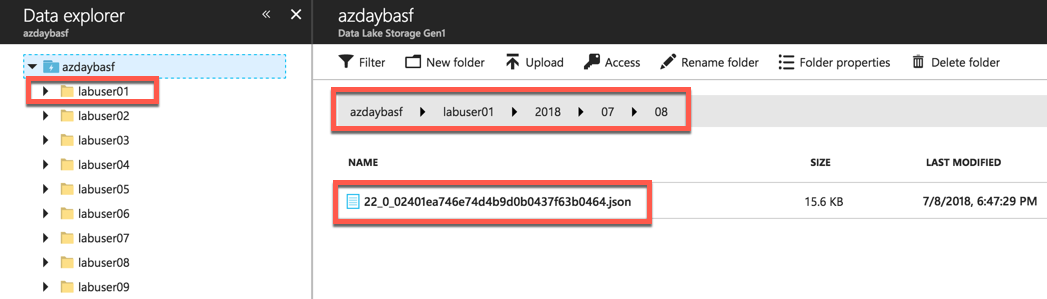 Data explorer
azdaybasf
azdaybasf
labuser01
labuser02
labuser03
labuser04
labuser05
labuser06
labuser07
labuser08
labuser09
azdaybasf
Data Lake Storage Gen1
Filter New folder Upload Access Rename folder Folder properties Delete folder
azdaybasf labuser01 2018 07 08
NAME SIZE LAST MODIFIED
22_0_02401ea746e74d4b9d0b0437f63b0464.json 15.6 KB 7/8/2018, 6:47:29 PM